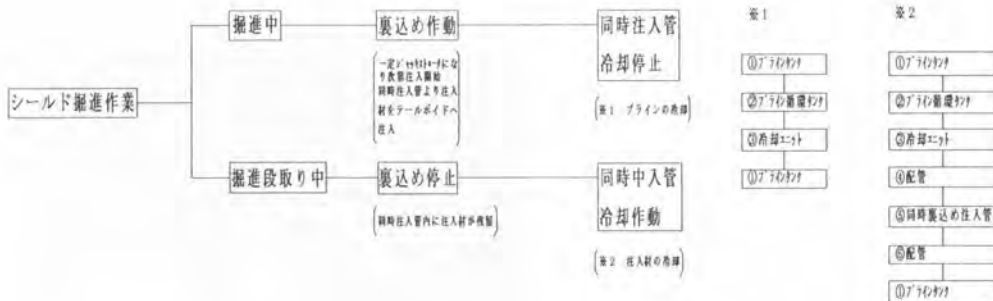 シールド掘進作業
掘進中
裏込め作動
一定ジャッキストロークにな
り次第注入開始
同時注入管より注入
材をテールボイドへ
注入
同時注入管
冷却停止
(※1 ブラインの冷却)
掘進段取り中
裏込め停止
(同時注入管内に注入材が残留)
同時中入管
冷却作動
(※2 注入材の冷却)
※1
①ブラインタンク
②ブライン循環タンク
③冷却ユニット
①ブラインタンク
※2
①ブラインタンク
②ブライン循環タンク
③冷却ユニット
④配管
⑤同時裏込め注入管
⑥配管
①ブラインタンク